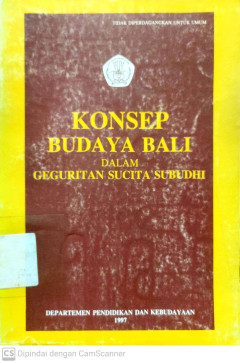 TIDAK DIPERDAGANGKAN UNTUK UMUM
KONSEP
BUDAYA BALI
DALAM
GEGURITAN SUCITA SUBUDHI
DEPARTEMEN PENDIDIKAN DAN KEBUDAYAAN
1997
CS Dipindai dengan CamScanner